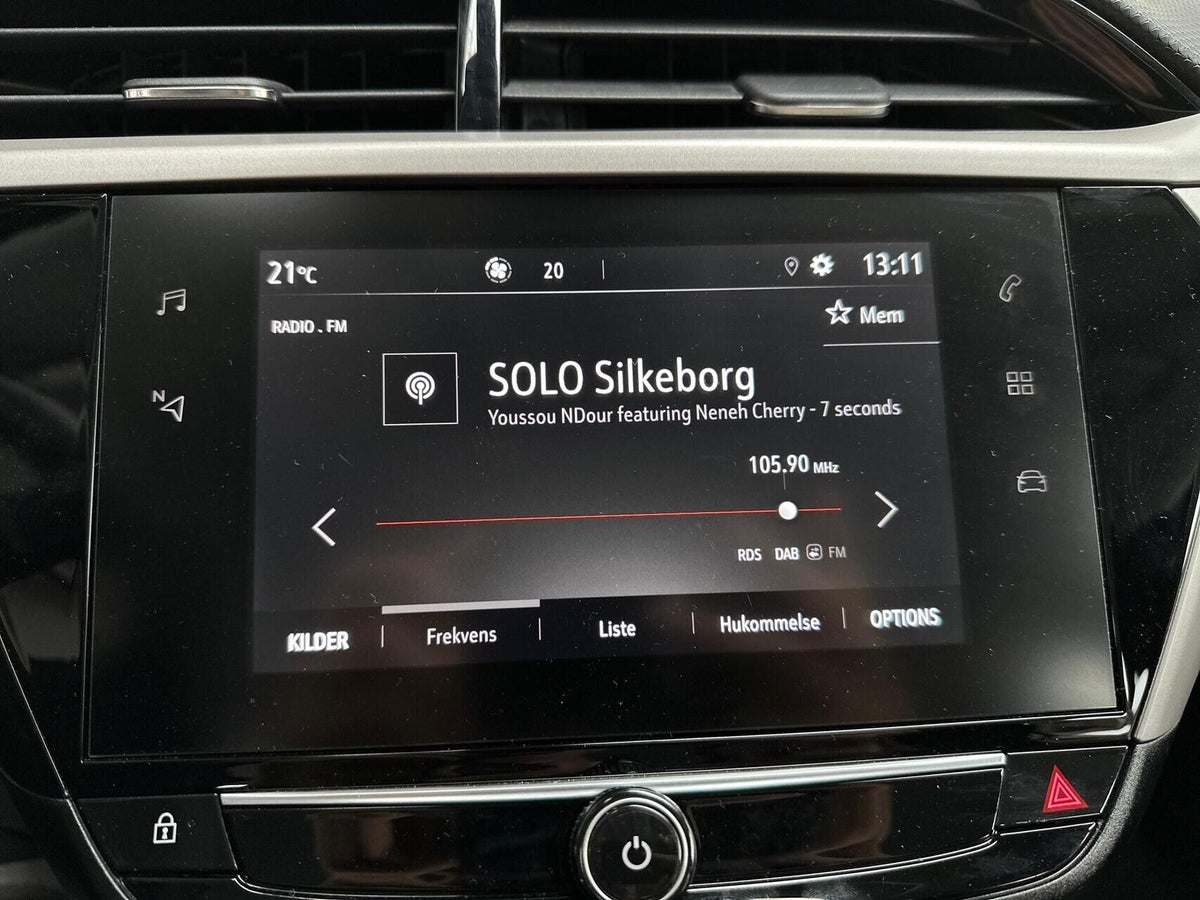 21°C 20 13:11
RADIO . FM
Mem
SOLO Silkeborg
Youssou NDour featuring Neneh Cherry - 7 seconds
105.90 MHz
N
RDS DAB FM
KILDER Frekvens Liste Hukommelse OPTIONS